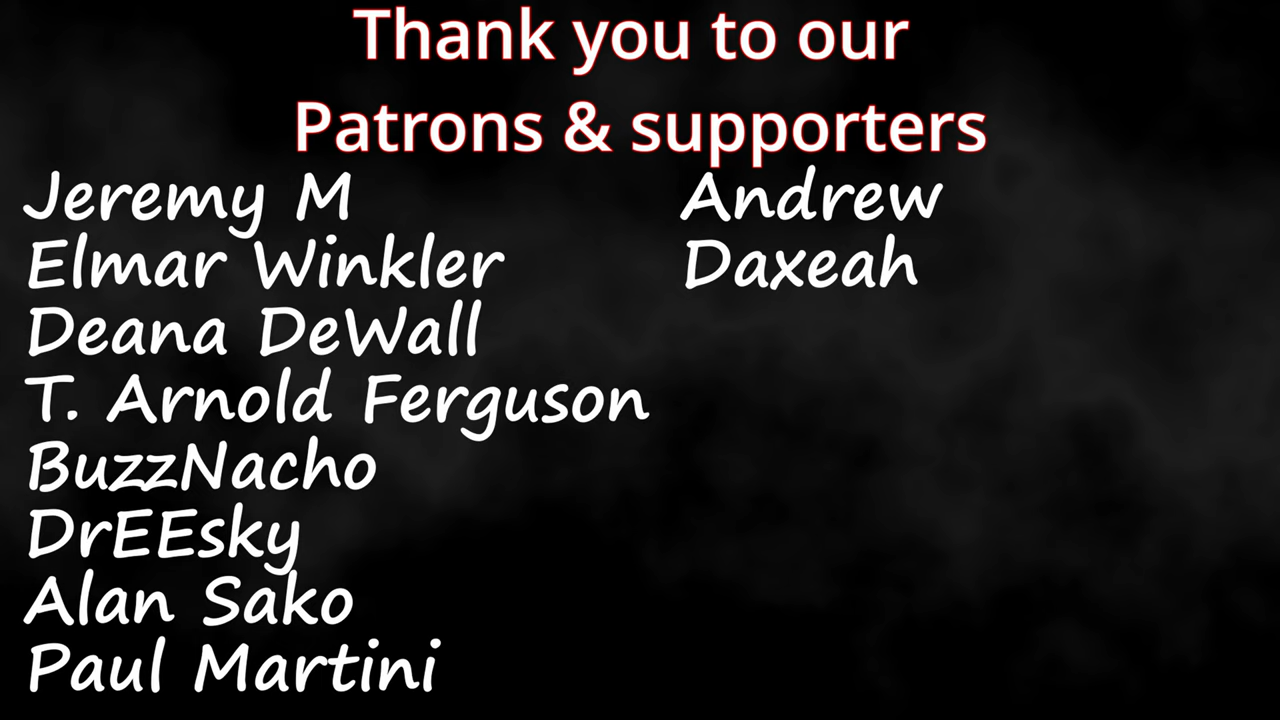 Thank you to our
Patrons & supporters
Jeremy M
Elmar Winkler
Deana DeWall
T. Arnold Ferguson
BuzzNacho
DrEEsky
Alan Sako
Paul Martini
Andrew
Daxeah